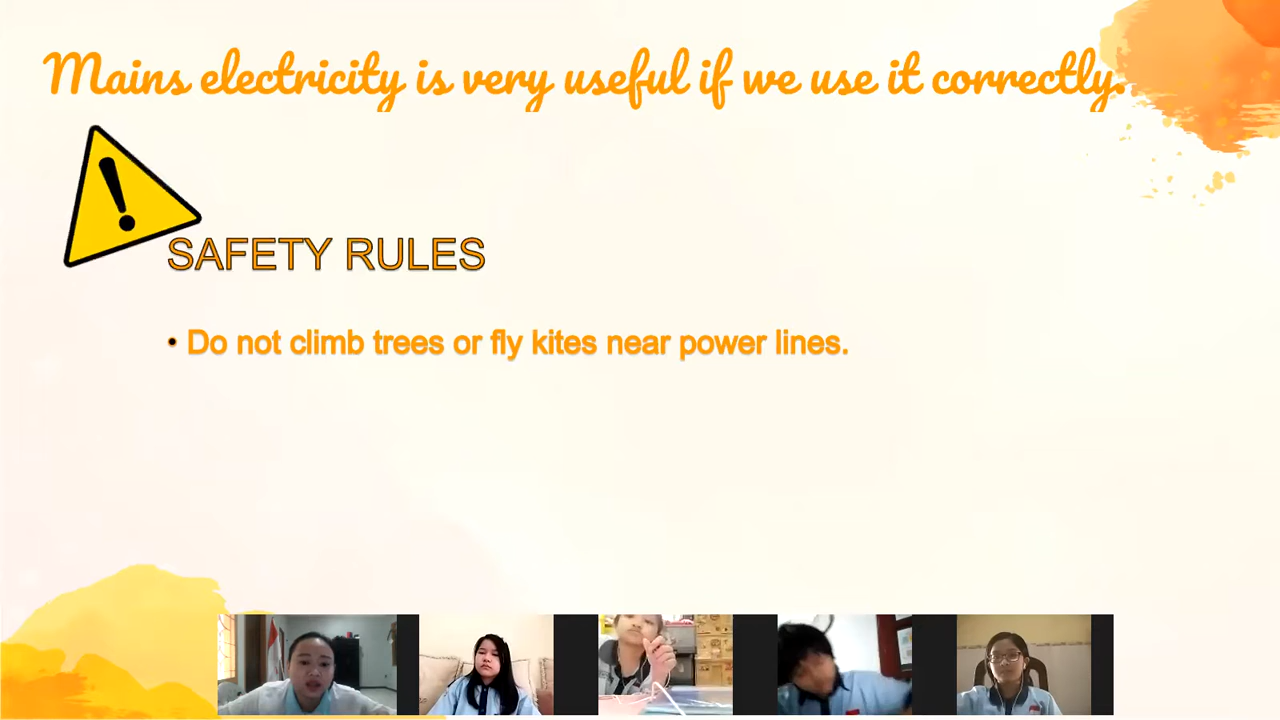 Mains electricity is very useful if we use it correctly.
SAFETY RULES
• Do not climb trees or fly kites near power lines.